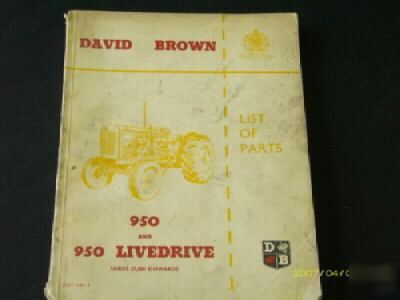 DAVID BROWN
LIST
OF
PARTS
950
AND
950 LIVEDRIVE
D B